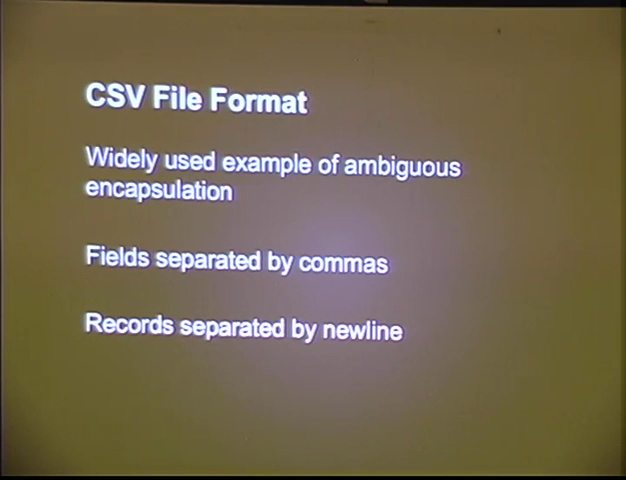 CSV File Format
Widely used example of ambiguous
encapsulation
Fields separated by commas
Records separated by newline